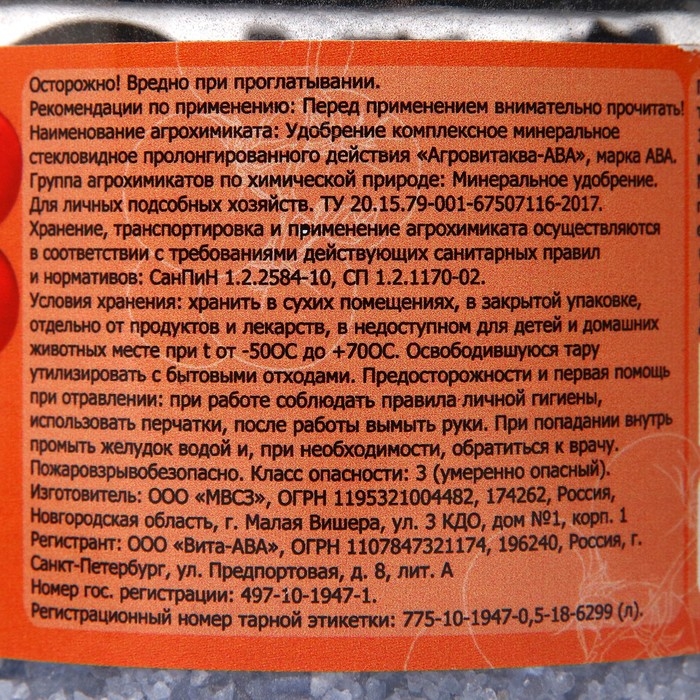 Осторожно! Вредно при проглатывании.
Рекомендации по применению: Перед применением внимательно прочитать!
Наименование агрохимиката: Удобрение комплексное минеральное
стекловидное пролонгированного действия «Агровитаква-АВА», марка АВА.
Группа агрохимикатов по химической природе: Минеральное удобрение.
Для личных подсобных хозяйств. ТУ 20.15.79-001-67507116-2017.
Хранение, транспортировка и применение агрохимиката осуществляются
в соответствии с требованиями действующих санитарных правил
и нормативов: СанПиН 1.2.2584-10, СП 1.2.1170-02.
Условия хранения: хранить в сухих помещениях, в закрытой упаковке,
отдельно от продуктов и лекарств, в недоступном для детей и домашних
животных месте при t от -50ОС до +70ОС. Освободившуюся тару
утилизировать с бытовыми отходами. Предосторожности и первая помощь
при отравлении: при работе соблюдать правила личной гигиены,
использовать перчатки, после работы вымыть руки. При попадании внутрь
промыть желудок водой и, при необходимости, обратиться к врачу.
Пожаровзрывобезопасно. Класс опасности: 3 (умеренно опасный).
Изготовитель: ООО «МВСЗ», ОГРН 1195321004482, 174262, Россия,
Новгородская область, г. Малая Вишера, ул. 3 КДО, дом №1, корп. 1
Регистрант: ООО «Вита-АВА», ОГРН 1107847321174, 196240, Россия, г.
Санкт-Петербург, ул. Предпортовая, д. 8, лит. А
Номер гос. регистрации: 497-10-1947-1.
Регистрационный номер тарной этикетки: 775-10-1947-0,5-18-6299 (л).